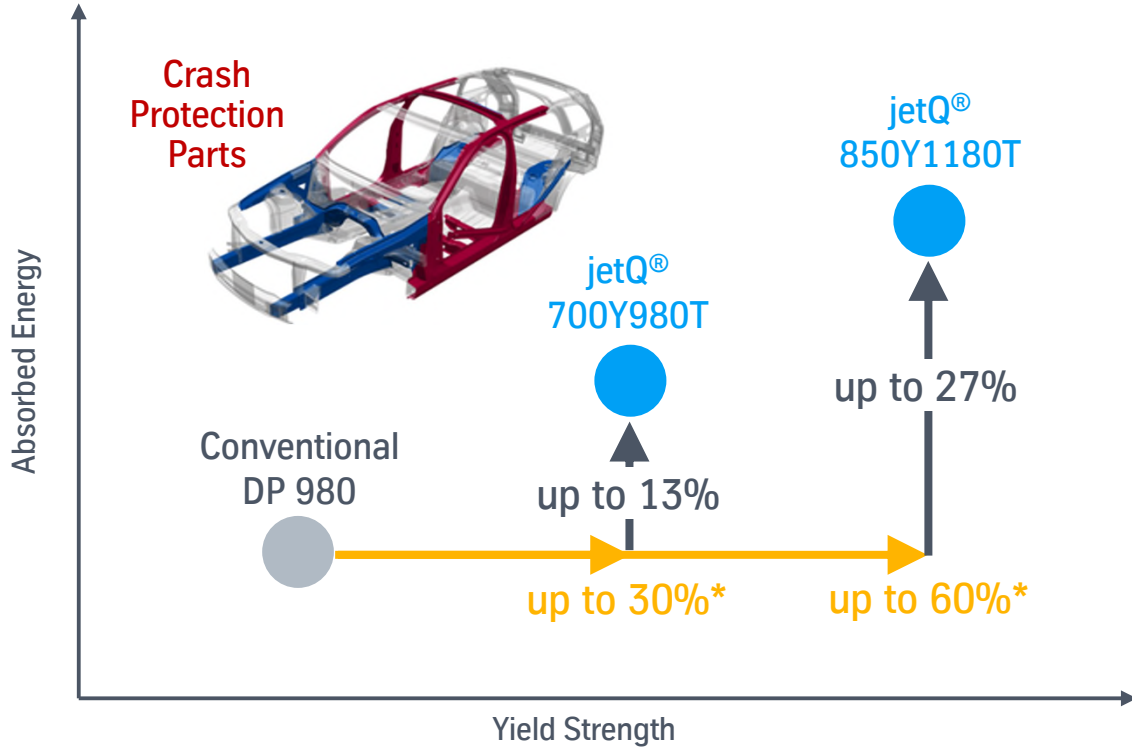 Crash
Protection
Parts
jetQ®
850Y1180T
jetQ®
700Y980T
up to 27%
Conventional
DP 980
up to 13%
up to 30%*
up to 60%*
Absorbed Energy
Yield Strength